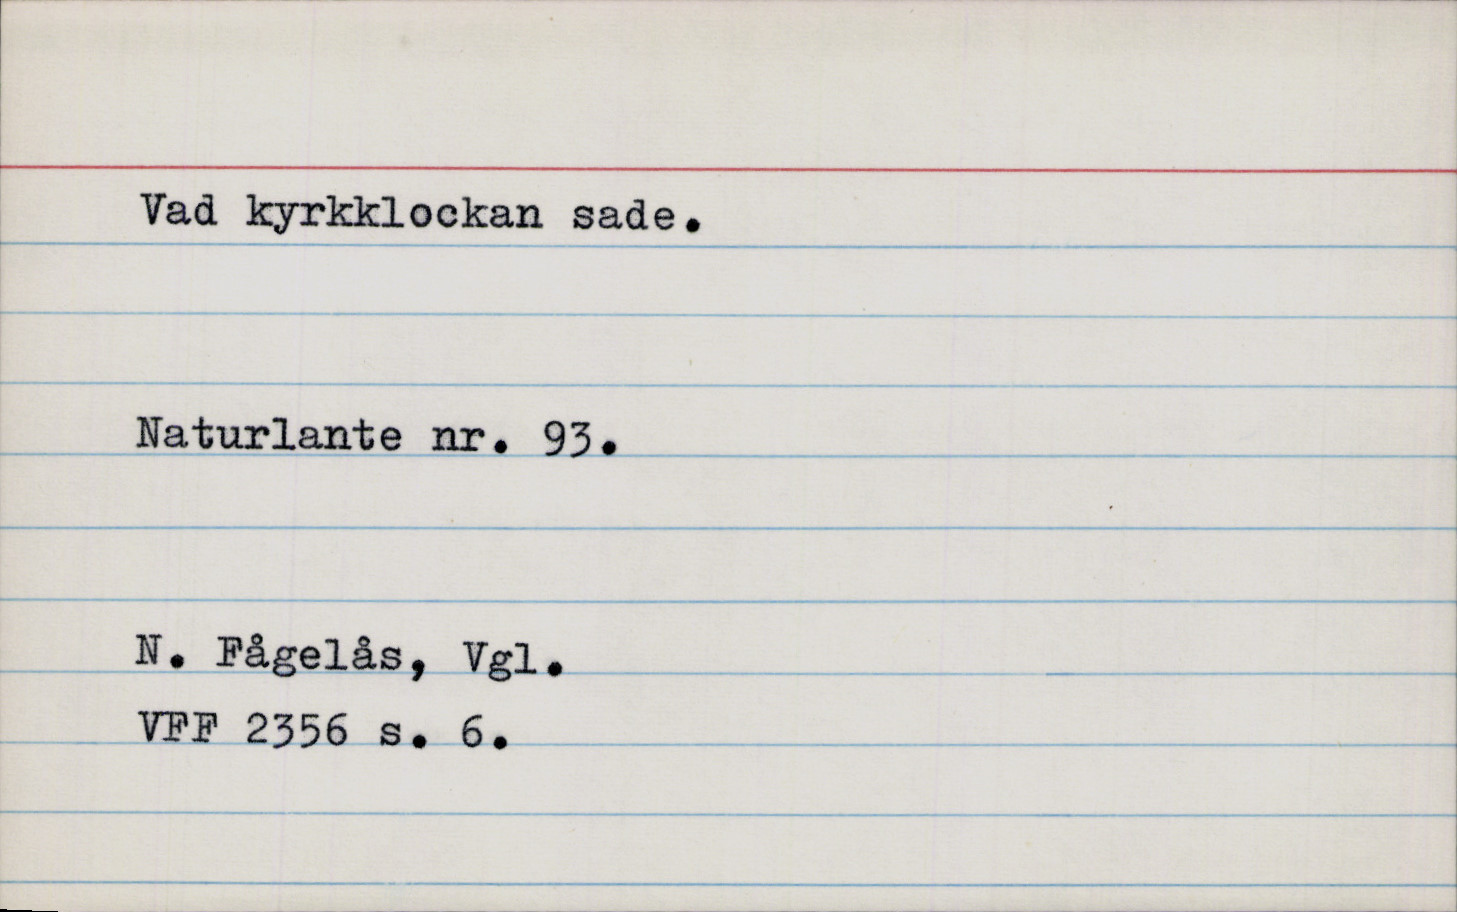 Vad kyrkklockan sade.
Naturlante nr. 93.
N. Fågelås, Vgl.
VFF 2356 s. 6.